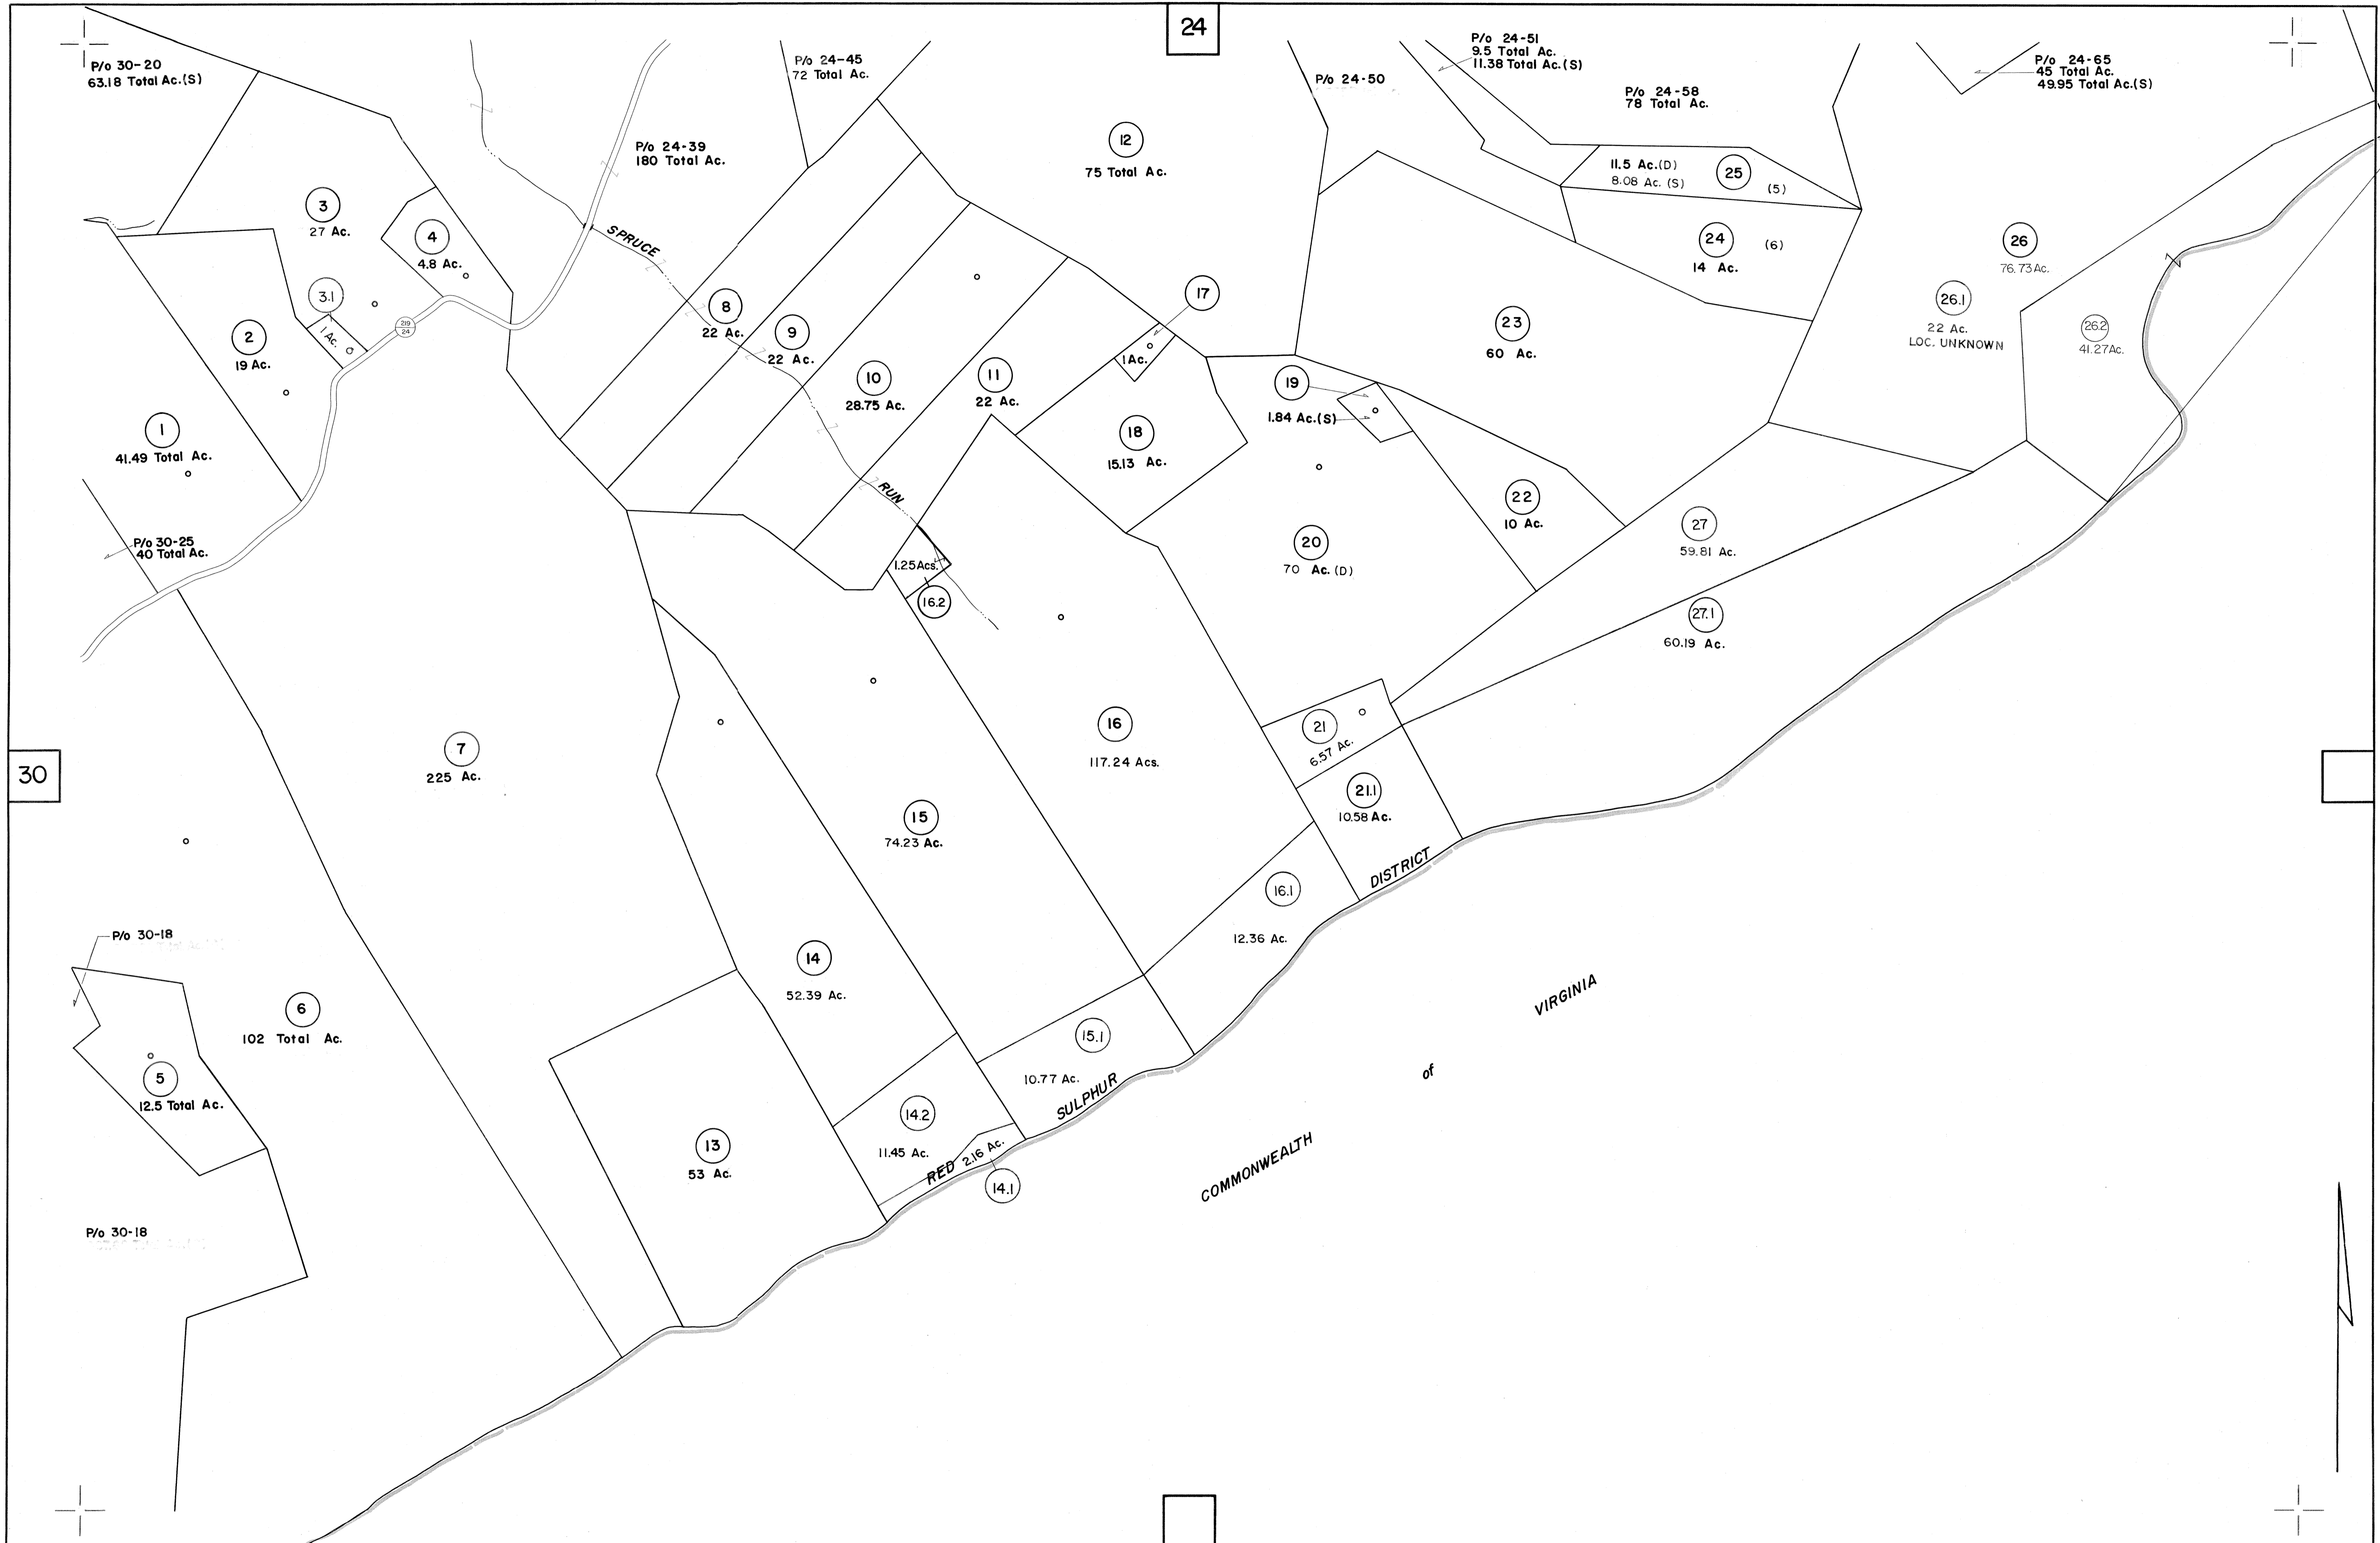 24
P/o 30-20
63.18 Total Ac.(S)
P/o 24-45
72 Total Ac.
P/o 24-50
P/o 24-51
9.5 Total Ac.
11.38 Total Ac.(S)
P/o 24-58
78 Total Ac.
P/o 24-65
45 Total Ac.
49.95 Total Ac.(S)
P/o 24-39
180 Total Ac.
12
75 Total Ac.
11.5 Ac.(D)
8.08 Ac. (S)
25
(5)
3
27 Ac.
4
4.8 Ac.
SPRUCE
24
(6)
14 Ac.
26
76.73 Ac.
3.1
1 Ac.
219
24
8
22 Ac.
9
22 Ac.
17
1 Ac.
23
60 Ac.
26.1
22 Ac.
LOC. UNKNOWN
26.2
41.27 Ac.
2
19 Ac.
10
28.75 Ac.
11
22 Ac.
19
1.84 Ac.(S)
1
41.49 Total Ac.
18
15.13 Ac.
RUN
22
10 Ac.
P/o 30-25
40 Total Ac.
1.25 Acs.
16.2
20
70 Ac. (D)
27
59.81 Ac.
27.1
60.19 Ac.
30
7
225 Ac.
16
117.24 Acs.
21
6.57 Ac.
21.1
10.58 Ac.
15
74.23 Ac.
DISTRICT
16.1
12.36 Ac.
P/o 30-18
14
52.39 Ac.
VIRGINIA
6
102 Total Ac.
15.1
10.77 Ac.
of
5
12.5 Total Ac.
SULPHUR
14.2
11.45 Ac.
13
53 Ac.
RED
2.16 Ac.
14.1
COMMONWEALTH
P/o 30-18